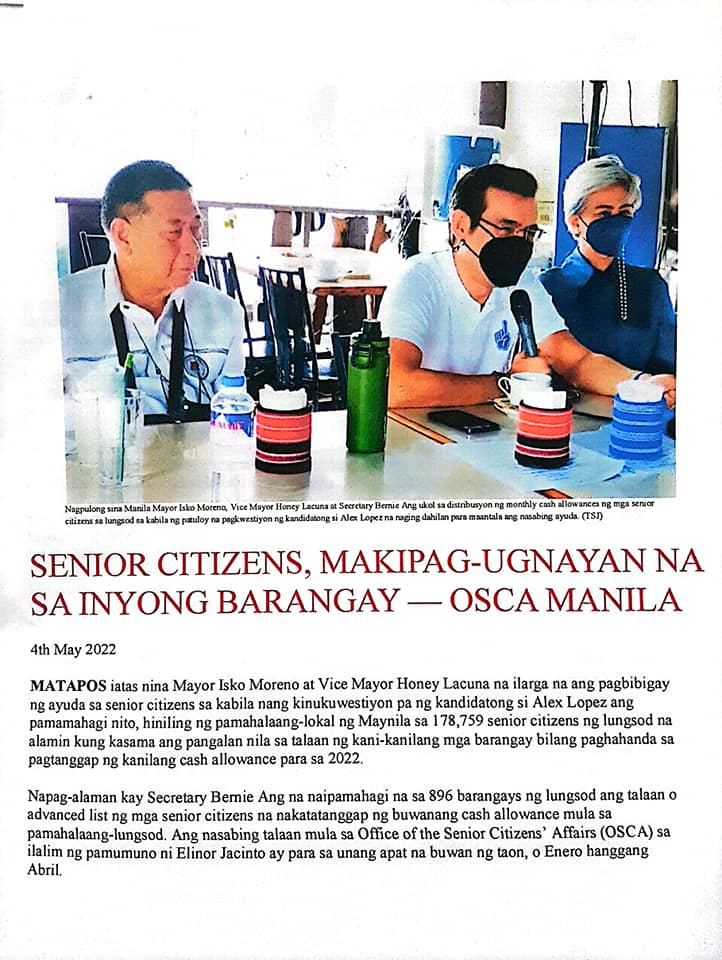 Nagpulong sina Manila Mayor Isko Moreno, Vice Mayor Honey Lacuna at Secretary Bernie Ang ukol sa distribusyon ng monthly cash allowances ng mga senior
citizens sa lungsod sa kabila ng patuloy na pagkwestiyon ng kandidatong si Alex Lopez na naging dahilan para maantala ang nasabing ayuda. (TSJ)
SENIOR CITIZENS, MAKIPAG-UGNAYAN NA
SA INYONG BARANGAY — OSCA MANILA
4th May 2022
MATAPOS iatas nina Mayor Isko Moreno at Vice Mayor Honey Lacuna na ilarga na ang pagbibigay
ng ayuda sa senior citizens sa kabila nang kinukuwestiyon pa ng kandidatong si Alex Lopez ang
pamamahagi nito, hiniling ng pamahalaang-lokal ng Maynila sa 178,759 senior citizens ng lungsod na
alamin kung kasama ang pangalan nila sa talaan ng kani-kanilang mga barangay bilang paghahanda sa
pagtanggap ng kanilang cash allowance para sa 2022.
Napag-alaman kay Secretary Bernie Ang na naipamahagi na sa 896 barangays ng lungsod ang talaan o
advanced list ng mga senior citizens na nakatatanggap ng buwanang cash allowance mula sa
pamahalaang-lungsod. Ang nasabing talaan mula sa Office of the Senior Citizens' Affairs (OSCA) sa
ilalim ng pamumuno ni Elinor Jacinto ay para sa unang apat na buwan ng taon, o Enero hanggang
Abril.